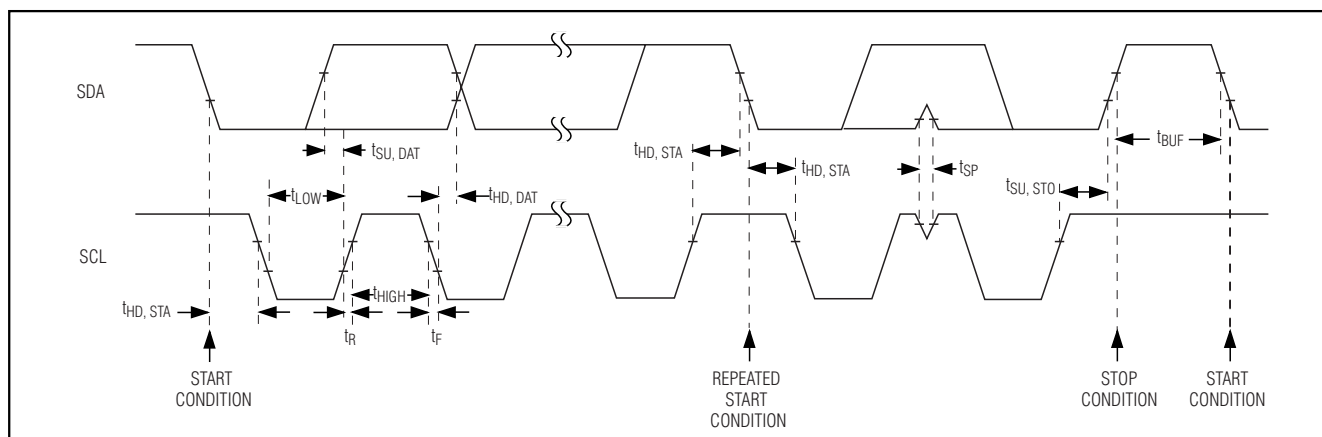 SDA
tSU, DAT
tLOW
tHD, DAT
tHD, STA
tHD, STA
tSP
tBUF
tSU, STO
SCL
tHD, STA
tHIGH
tR
tF
START
CONDITION
REPEATED
START
CONDITION
STOP
CONDITION
START
CONDITION